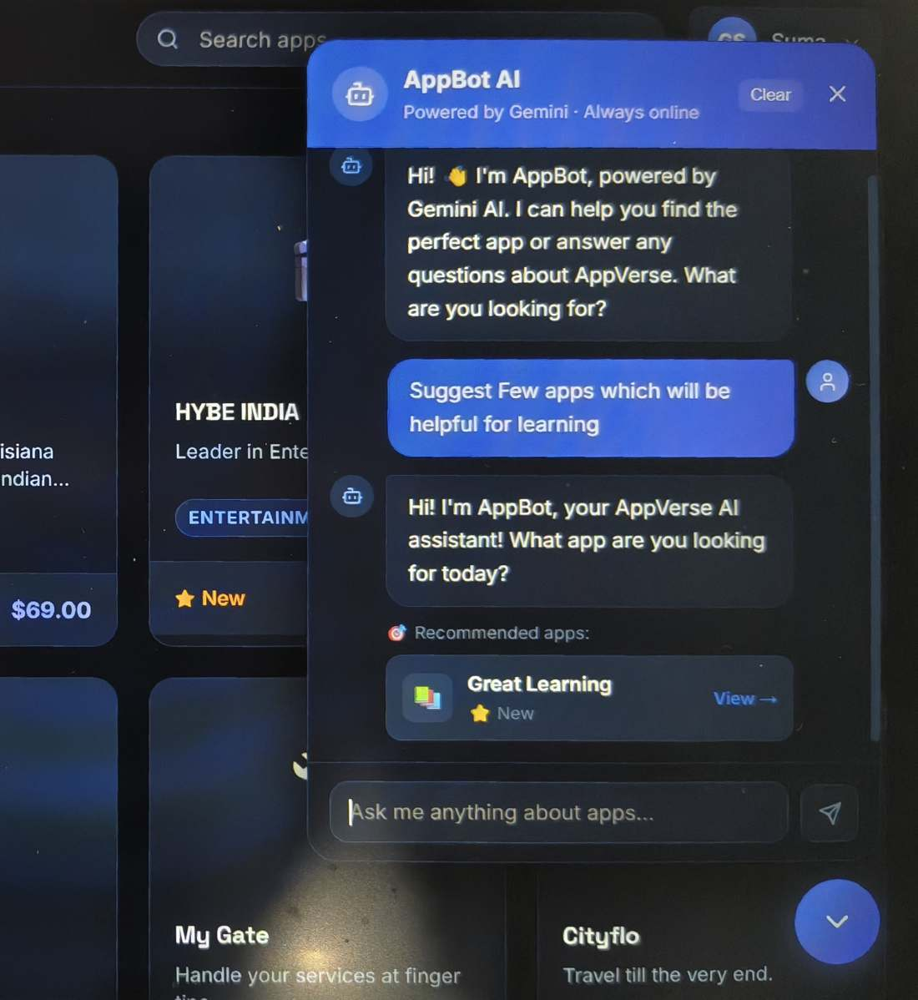 Search apps
Suma
AppBot AI
Clear
Powered by Gemini · Always online
Hi! 👋 I'm AppBot, powered by
Gemini AI. I can help you find the
perfect app or answer any
questions about AppVerse. What
are you looking for?
Suggest Few apps which will be
helpful for learning
Hi! I'm AppBot, your AppVerse AI
assistant! What app are you looking
for today?
🎯 Recommended apps:
Great Learning
⭐ New
View →
Ask me anything about apps...
isiana
ndian...
$69.00
HYBE INDIA
Leader in Ente
ENTERTAINM
⭐ New
My Gate
Handle your services at finger
Cityflo
Travel till the very end.